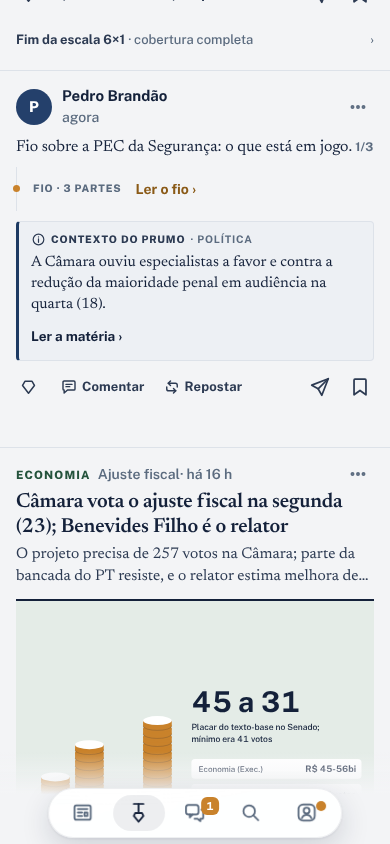 Fim da escala 6×1 · cobertura completa ›
P
Pedro Brandão
agora
Fio sobre a PEC da Segurança: o que está em jogo. 1/3
FIO · 3 PARTES Ler o fio ›
CONTEXTO DO PRUMO · POLÍTICA
A Câmara ouviu especialistas a favor e contra a
redução da maioridade penal em audiência na
quarta (18).
Ler a matéria ›
Comentar Repostar
ECONOMIA Ajuste fiscal· há 16 h
Câmara vota o ajuste fiscal na segunda
(23); Benevides Filho é o relator
O projeto precisa de 257 votos na Câmara; parte da
bancada do PT resiste, e o relator estima melhora de…
45 a 31
Placar do texto-base no Senado;
mínimo era 41 votos
Economia (Exec.) R$ 45-56bi
1